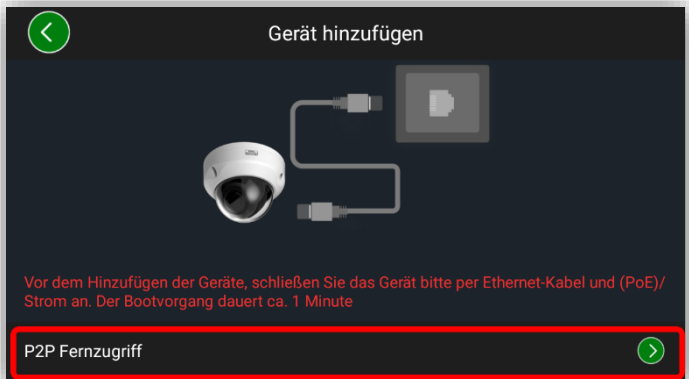 Gerät hinzufügen
Vor dem Hinzufügen der Geräte, schließen Sie das Gerät bitte per Ethernet-Kabel und (PoE)/
Strom an. Der Bootvorgang dauert ca. 1 Minute
P2P Fernzugriff